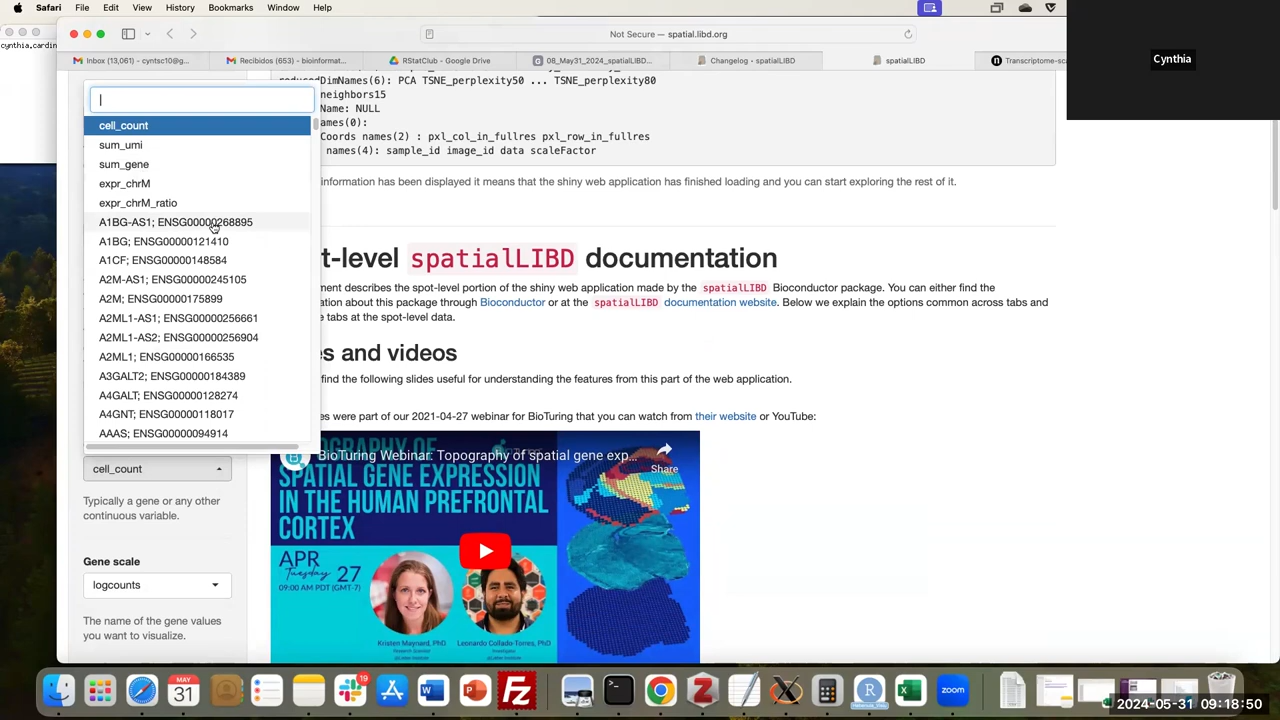 Safari File Edit View History Bookmarks Window Help
Not Secure — spatial.libd.org
Inbox (13,061) - cyntsc10@g...
Recibidos (653) - bioinformat...
RStatClub - Google Drive
08_May31_2024_spatialLIBD...
Changelog • spatialLIBD
spatialLIBD
Transcriptome-sca
Cynthia
reducedDimNames(6): PCA TSNE_perplexity50 ... TSNE_perplexity80
neighbors15
Name: NULL
ames(0):
Coords names(2) : pxl_col_in_fullres pxl_row_in_fullres
names(4): sample_id image_id data scaleFactor
information has been displayed it means that the shiny web application has finished loading and you can start exploring the rest of it.
cell_count
sum_umi
sum_gene
expr_chrM
expr_chrM_ratio
A1BG-AS1; ENSG00000268895
A1BG; ENSG00000121410
A1CF; ENSG00000148584
A2M-AS1; ENSG00000245105
A2M; ENSG00000175899
A2ML1-AS1; ENSG00000256661
A2ML1-AS2; ENSG00000256904
A2ML1; ENSG00000166535
A3GALT2; ENSG00000184389
A4GALT; ENSG00000128274
A4GNT; ENSG00000118017
AAAS; ENSG00000094914
cell_count
Typically a gene or any other
continuous variable.
Gene scale
logcounts
The name of the gene values
you want to visualize.
t-level spatialLIBD documentation
ment describes the spot-level portion of the shiny web application made by the spatialLIBD Bioconductor package. You can either find the
ation about this package through Bioconductor or at the spatialLIBD documentation website. Below we explain the options common across tabs and
e tabs at the spot-level data.
es and videos
find the following slides useful for understanding the features from this part of the web application.
es were part of our 2021-04-27 webinar for BioTuring that you can watch from their website or YouTube:
BioTuring Webinar: Topography of spatial gene exp...
Share
SPATIAL GENE EXPRESSION
IN THE HUMAN PREFRONTAL
CORTEX
APR
Tuesday 27
09:00 AM PDT (GMT-7)
Kristen Maynard, PhD
Leonardo Collado-Torres, PhD
MAY
31
19
zoom
2024-05-31 09:18:50